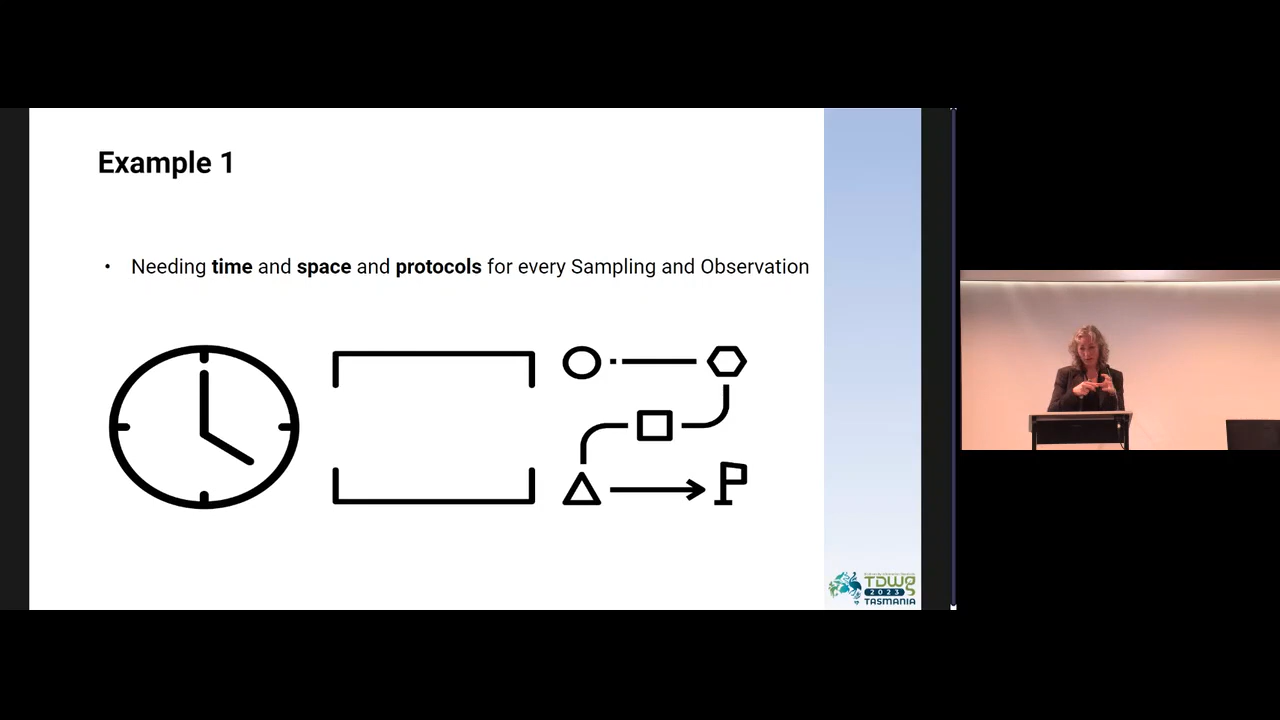 Example 1
• Needing time and space and protocols for every Sampling and Observation
TDWG
2023
TASMANIA